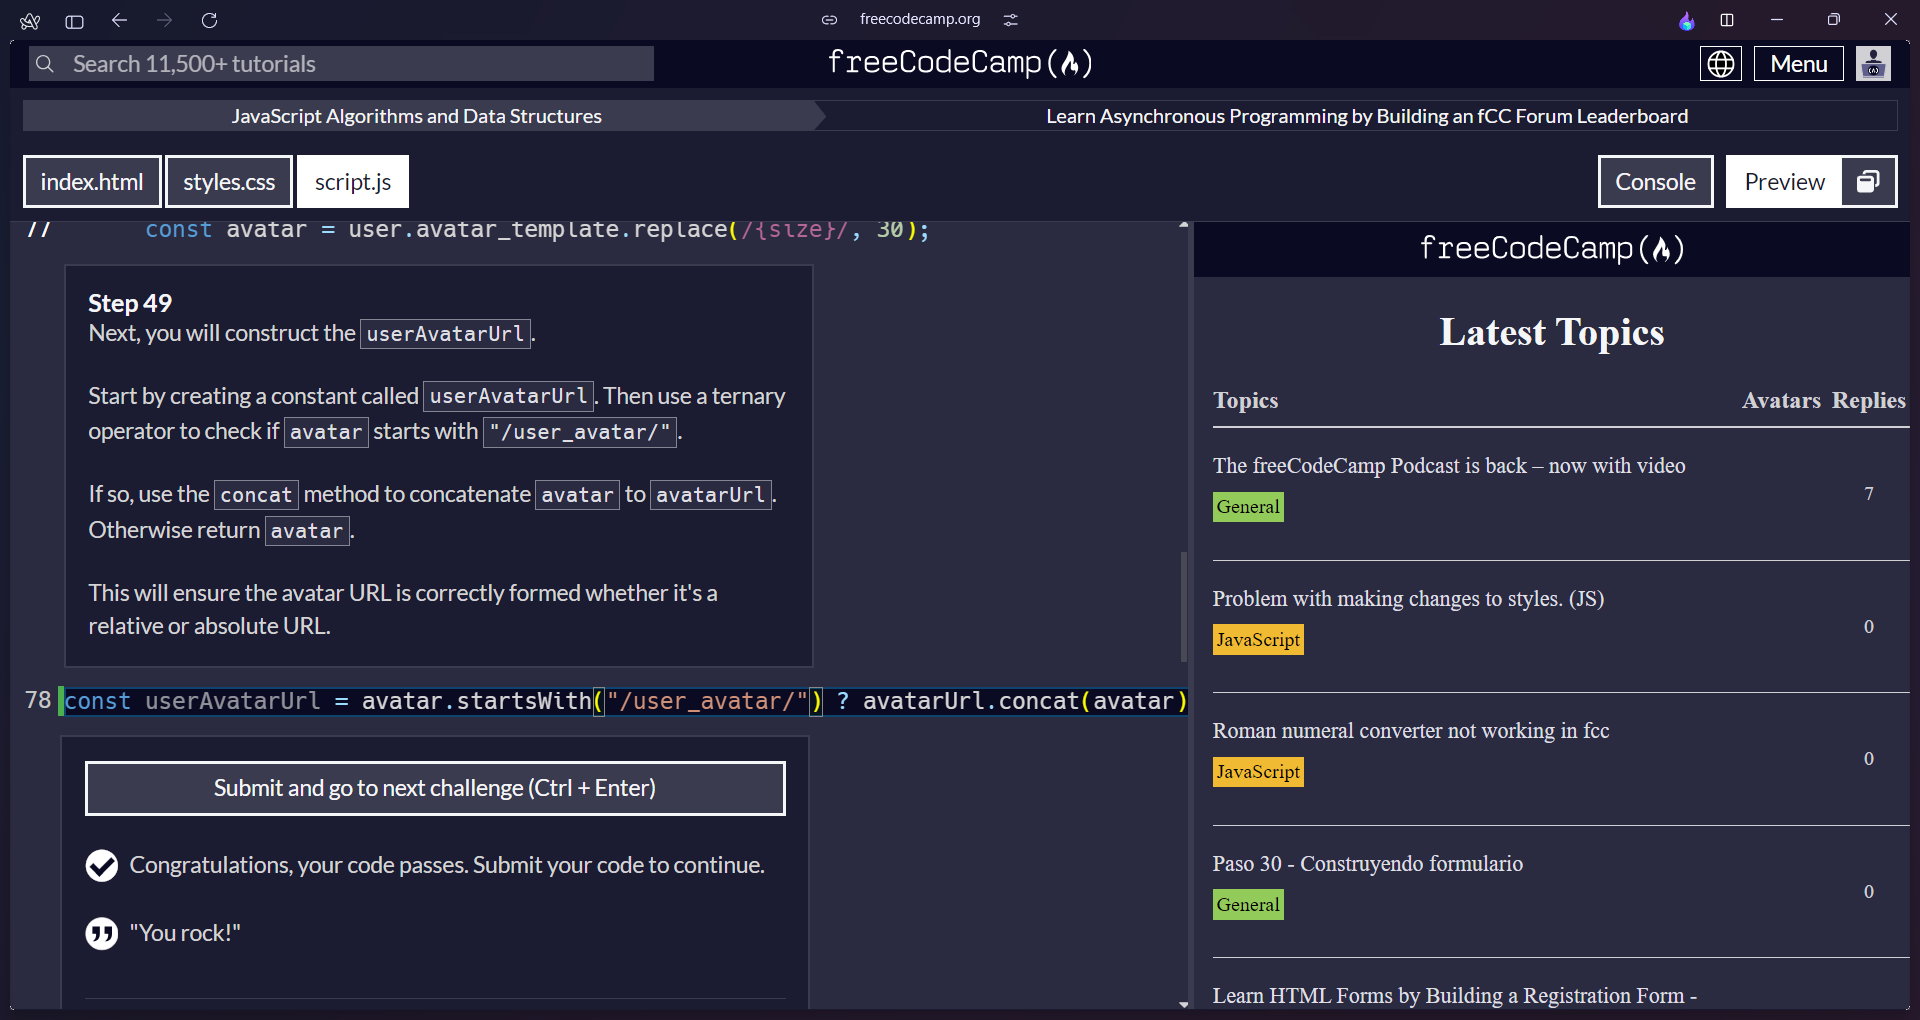 freecodecamp.org
Search 11,500+ tutorials
freeCodeCamp(🔥)
Menu
JavaScript Algorithms and Data Structures
Learn Asynchronous Programming by Building an fCC Forum Leaderboard
index.html
styles.css
script.js
Console
Preview
77 const avatar = user.avatar_template.replace(/{size}/, 30);
Step 49
Next, you will construct the userAvatarUrl.
Start by creating a constant called userAvatarUrl. Then use a ternary
operator to check if avatar starts with "/user_avatar/".
If so, use the concat method to concatenate avatar to avatarUrl.
Otherwise return avatar.
This will ensure the avatar URL is correctly formed whether it's a
relative or absolute URL.
78 const userAvatarUrl = avatar.startsWith("/user_avatar/") ? avatarUrl.concat(avatar)
Submit and go to next challenge (Ctrl + Enter)
Congratulations, your code passes. Submit your code to continue.
"You rock!"
freeCodeCamp(🔥)
Latest Topics
Topics Avatars Replies
The freeCodeCamp Podcast is back – now with video
General
7
Problem with making changes to styles. (JS)
JavaScript
0
Roman numeral converter not working in fcc
JavaScript
0
Paso 30 - Construyendo formulario
General
0
Learn HTML Forms by Building a Registration Form -